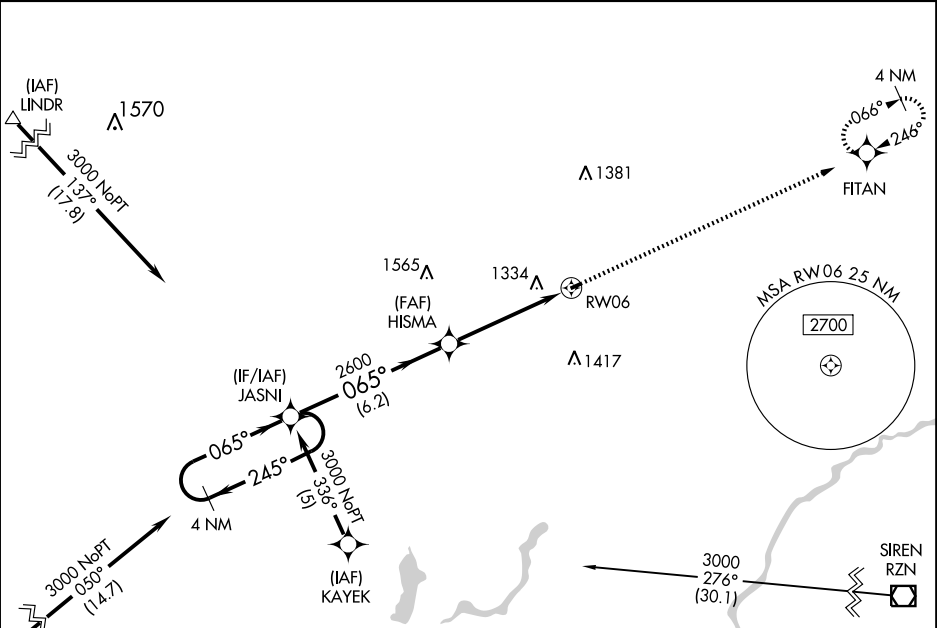 (IAF)
LINDR
1570
3000 NoPT
137°
(17.8)
4 NM
066°
246°
FITAN
1381
1565
1334
(FAF)
HISMA
RW06
MSA RW06 25 NM
2700
1417
(IF/IAF)
JASNI
2600
065°
(6.2)
065°
245°
4 NM
3000 NoPT
336°
(5)
(IAF)
KAYEK
3000 NoPT
050°
(14.7)
3000
276°
(30.1)
SIREN
RZN